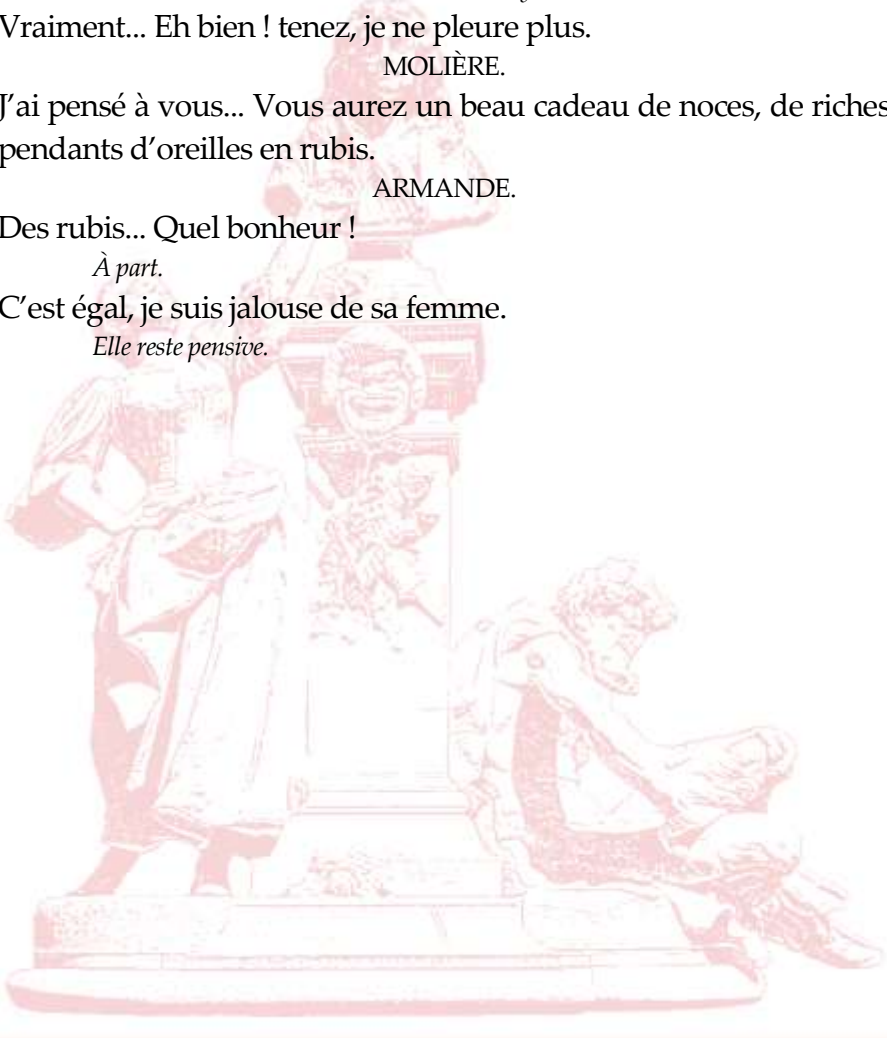 Vraiment... Eh bien ! tenez, je ne pleure plus.
MOLIÈRE.
J’ai pensé à vous... Vous aurez un beau cadeau de noces, de riches
pendants d’oreilles en rubis.
ARMANDE.
Des rubis... Quel bonheur !
À part.
C’est égal, je suis jalouse de sa femme.
Elle reste pensive.